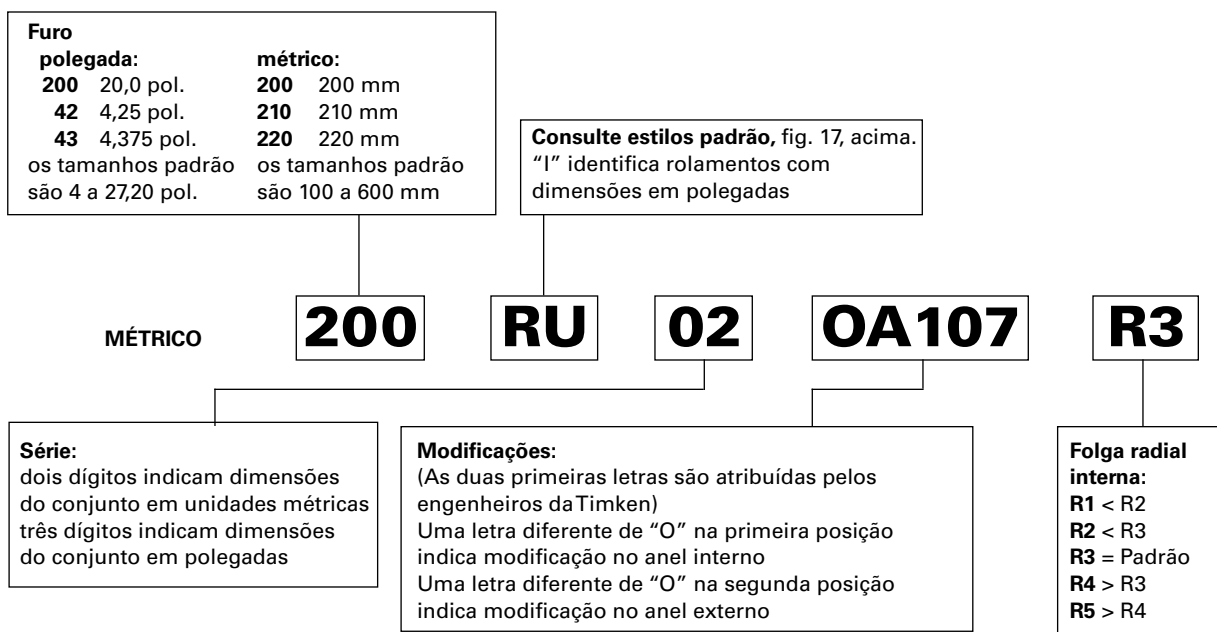 Furo
polegada: métrico:
200 20,0 pol. 200 200 mm
42 4,25 pol. 210 210 mm
43 4,375 pol. 220 220 mm
os tamanhos padrão os tamanhos padrão
são 4 a 27,20 pol. são 100 a 600 mm
Consulte estilos padrão, fig. 17, acima.
“I” identifica rolamentos com
dimensões em polegadas
MÉTRICO 200 RU 02 OA107 R3
Série:
dois dígitos indicam dimensões
do conjunto em unidades métricas
três dígitos indicam dimensões
do conjunto em polegadas
Modificações:
(As duas primeiras letras são atribuídas pelos
engenheiros daTimken)
Uma letra diferente de “O” na primeira posição
indica modificação no anel interno
Uma letra diferente de “O” na segunda posição
indica modificação no anel externo
Folga radial
interna:
R1 < R2
R2 < R3
R3 = Padrão
R4 > R3
R5 > R4